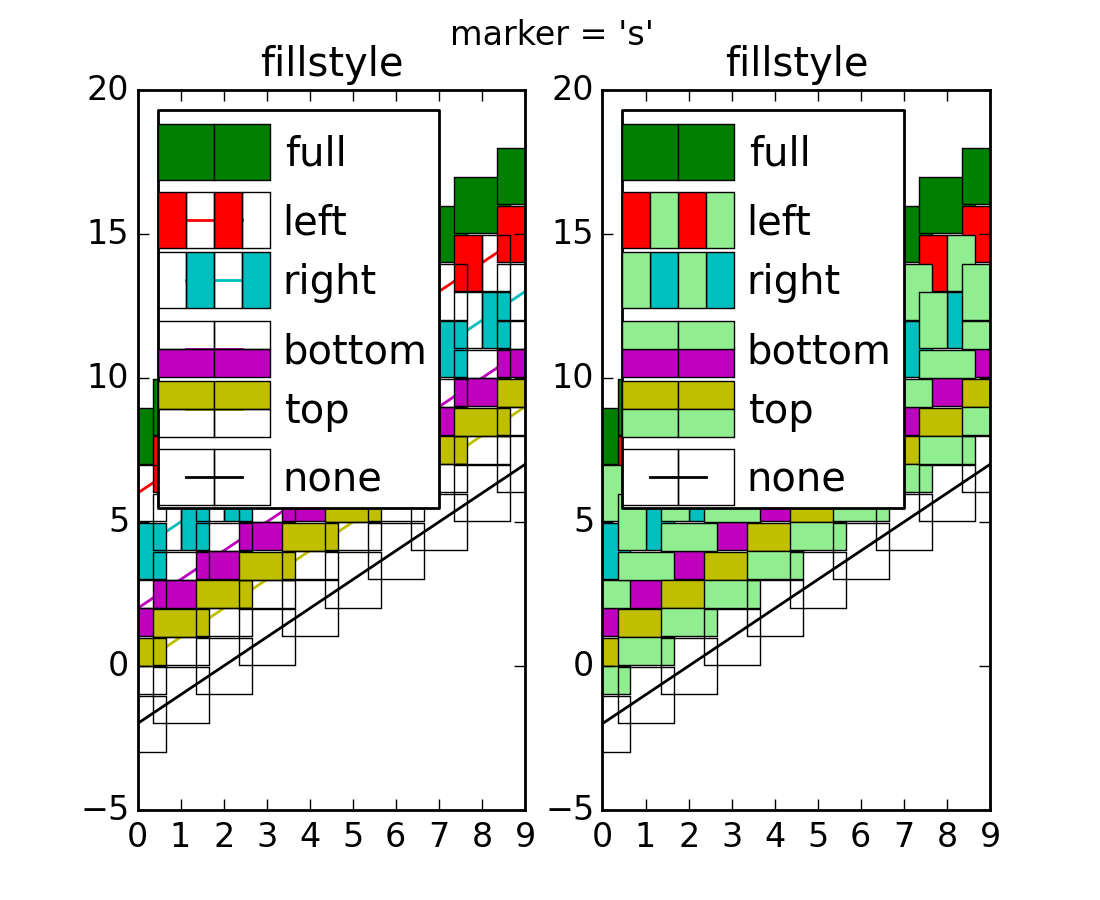 marker = 's'
fillstyle
20
15
10
5
0
−5
full
left
right
bottom
top
none
0 1 2 3 4 5 6 7 8 9
fillstyle
20
15
10
5
0
−5
full
left
right
bottom
top
none
0 1 2 3 4 5 6 7 8 9